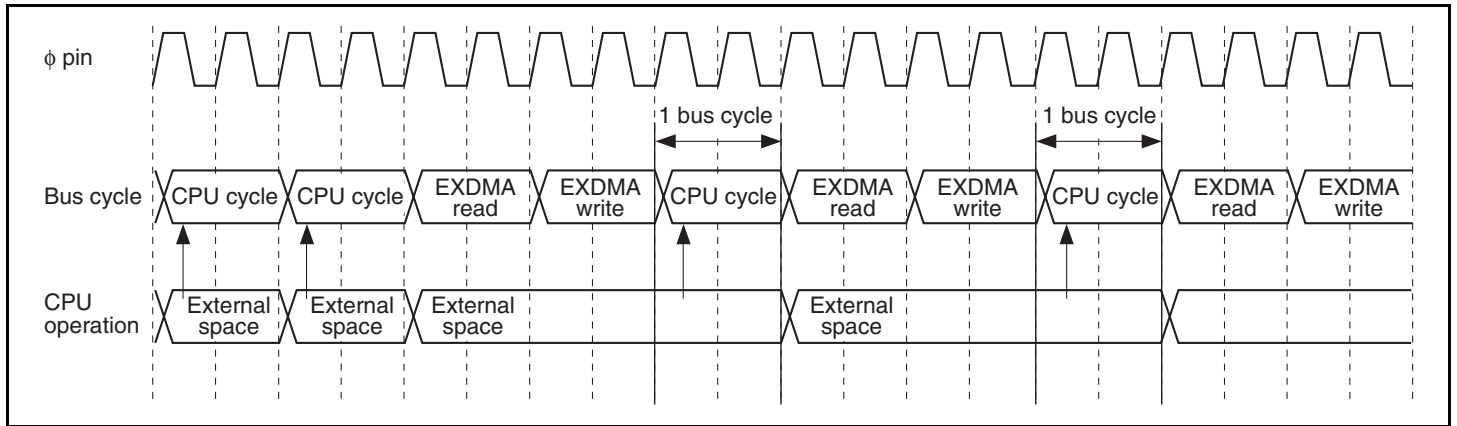 ϕ pin
1 bus cycle 1 bus cycle
Bus cycle CPU cycle CPU cycle EXDMA read EXDMA write CPU cycle EXDMA read EXDMA write CPU cycle EXDMA read EXDMA write
CPU operation External space External space External space External space